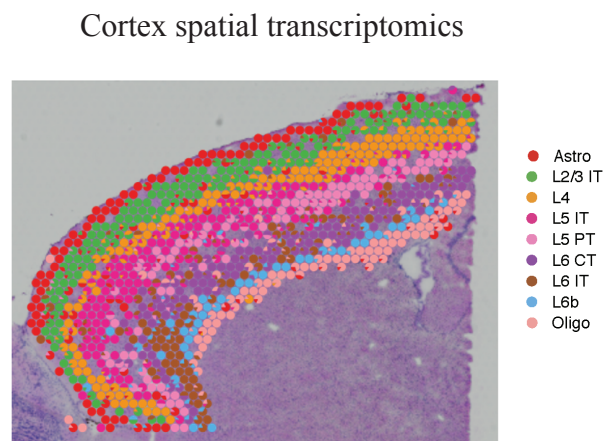 Cortex spatial transcriptomics
Astro
L2/3 IT
L4
L5 IT
L5 PT
L6 CT
L6 IT
L6b
Oligo